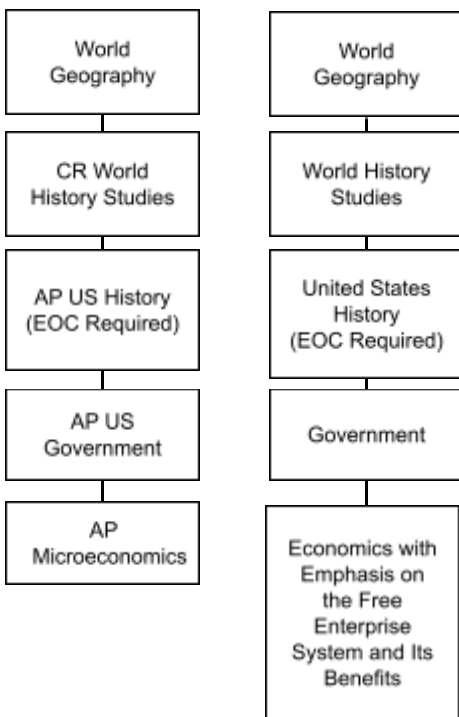 World
Geography
CR World
History Studies
AP US History
(EOC Required)
AP US
Government
AP
Microeconomics
World
Geography
World History
Studies
United States
History
(EOC Required)
Government
Economics with
Emphasis on
the Free
Enterprise
System and Its
Benefits